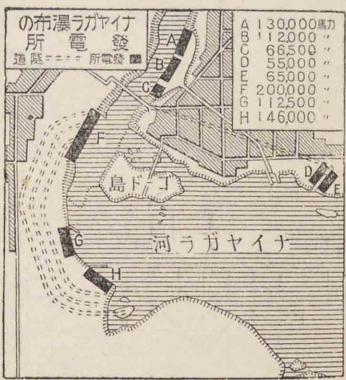 ナイヤガラ瀑布の
發電所
發電所 隧道
A 130,000馬力
B 112,000 〃
C 66,500 〃
D 55,000 〃
E 65,000 〃
F 200,000 〃
G 112,500 〃
H 146,000 〃
A
B
C
F
ゴート島
D
E
G
ナイヤガラ河
H